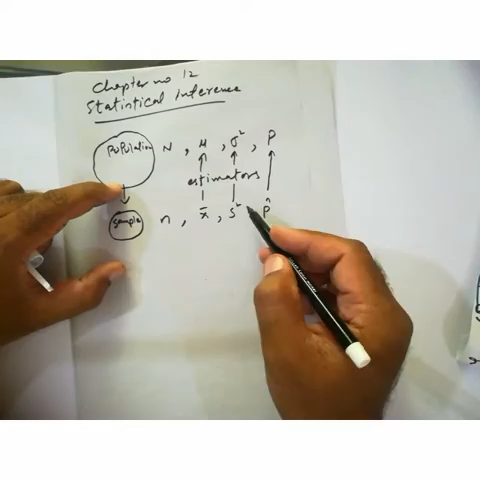 Chapter no 12
Statistical Inference
Population N , μ , σ² , P
estimators
Sample n , x̄ , s² p̂